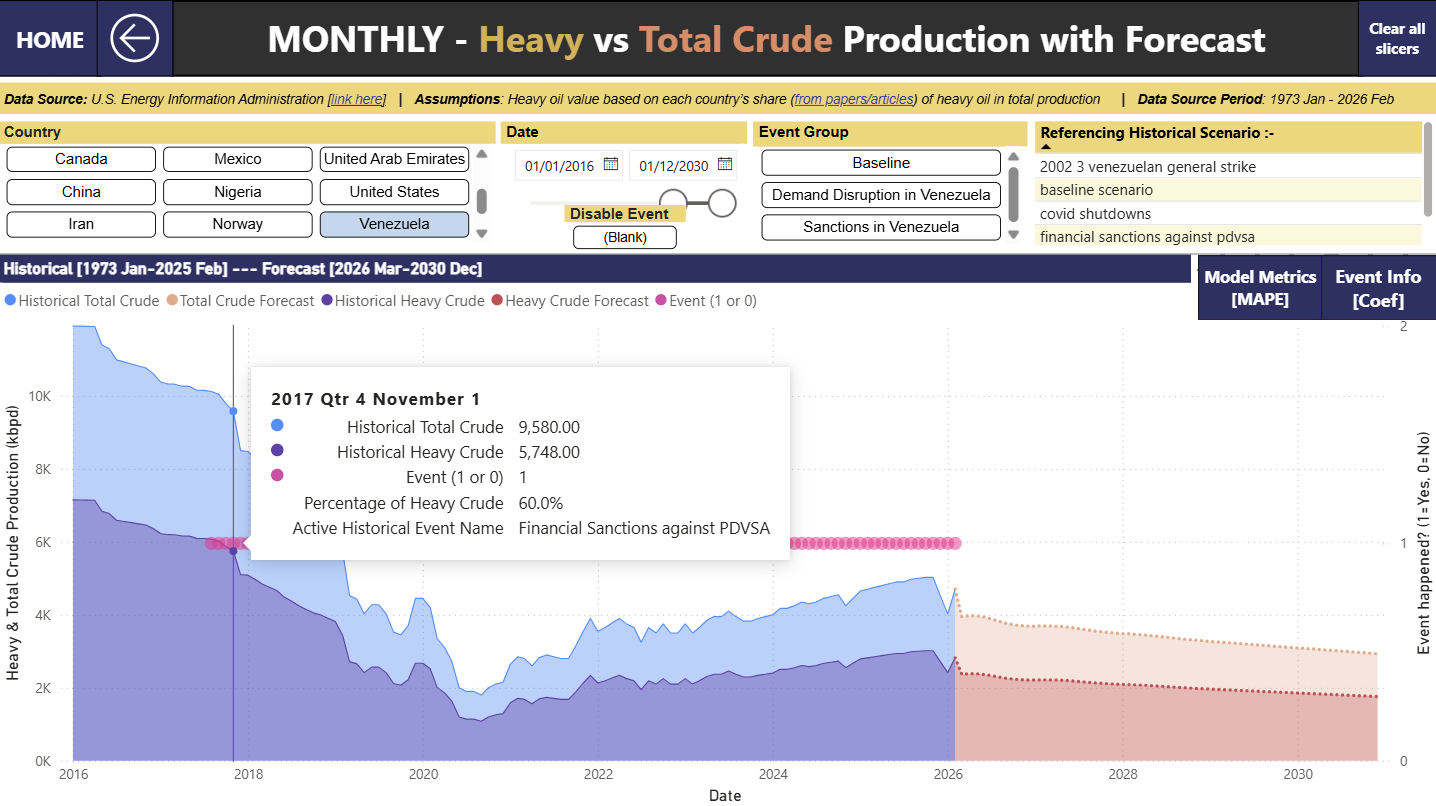 HOME
MONTHLY - Heavy vs Total Crude Production with Forecast
Clear all
slicers
Data Source: U.S. Energy Information Administration [link here] | Assumptions: Heavy oil value based on each country's share (from papers/articles) of heavy oil in total production | Data Source Period: 1973 Jan - 2026 Feb
Country
Canada
Mexico
United Arab Emirates
China
Nigeria
United States
Iran
Norway
Venezuela
Date
01/01/2016
01/12/2030
Disable Event
(Blank)
Event Group
Baseline
Demand Disruption in Venezuela
Sanctions in Venezuela
Referencing Historical Scenario :-
2002 3 venezuelan general strike
baseline scenario
covid shutdowns
financial sanctions against pdvsa
Historical [1973 Jan-2025 Feb] --- Forecast [2026 Mar-2030 Dec]
Model Metrics
[MAPE]
Event Info
[Coef]
Historical Total Crude
Total Crude Forecast
Historical Heavy Crude
Heavy Crude Forecast
Event (1 or 0)
Heavy & Total Crude Production (kbpd)
10K
8K
6K
4K
2K
0K
2017 Qtr 4 November 1
Historical Total Crude 9,580.00
Historical Heavy Crude 5,748.00
Event (1 or 0) 1
Percentage of Heavy Crude 60.0%
Active Historical Event Name Financial Sanctions against PDVSA
2
1
0
Event happened? (1=Yes, 0=No)
2016
2018
2020
2022
2024
2026
2028
2030
Date